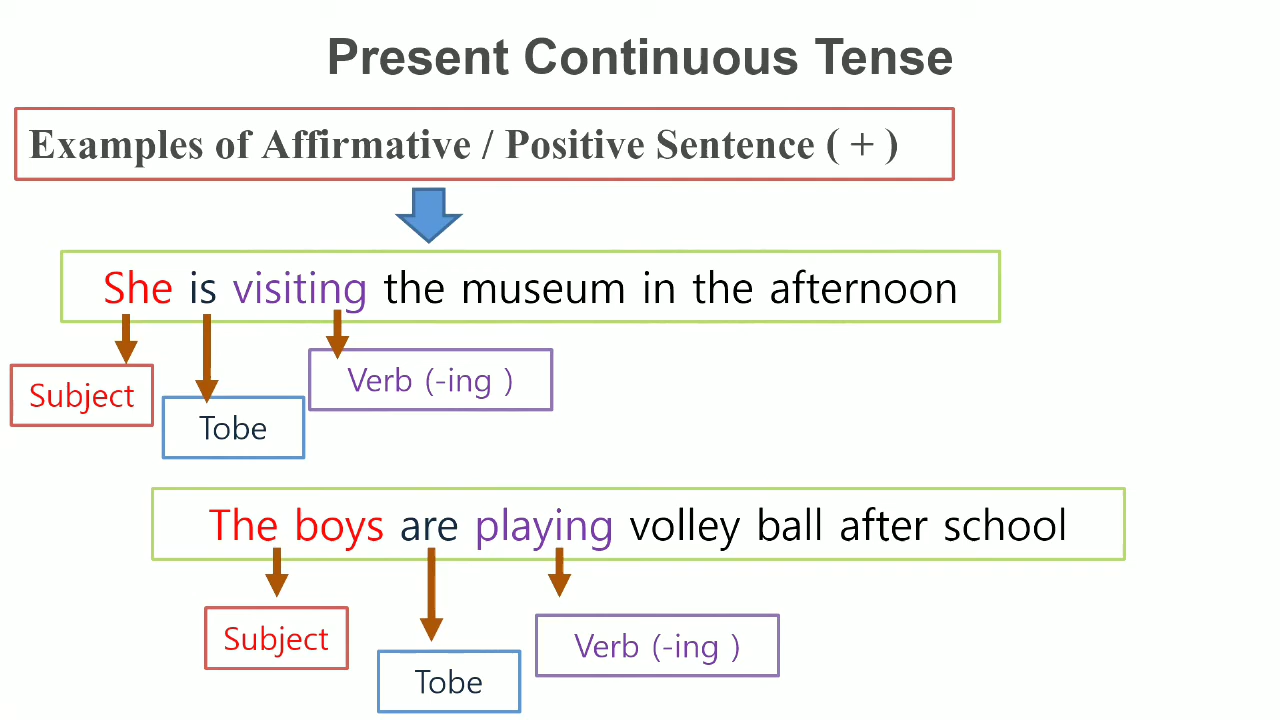 Present Continuous Tense
Examples of Affirmative / Positive Sentence ( + )
She is visiting the museum in the afternoon
Subject
Tobe
Verb (-ing )
The boys are playing volley ball after school
Subject
Tobe
Verb (-ing )